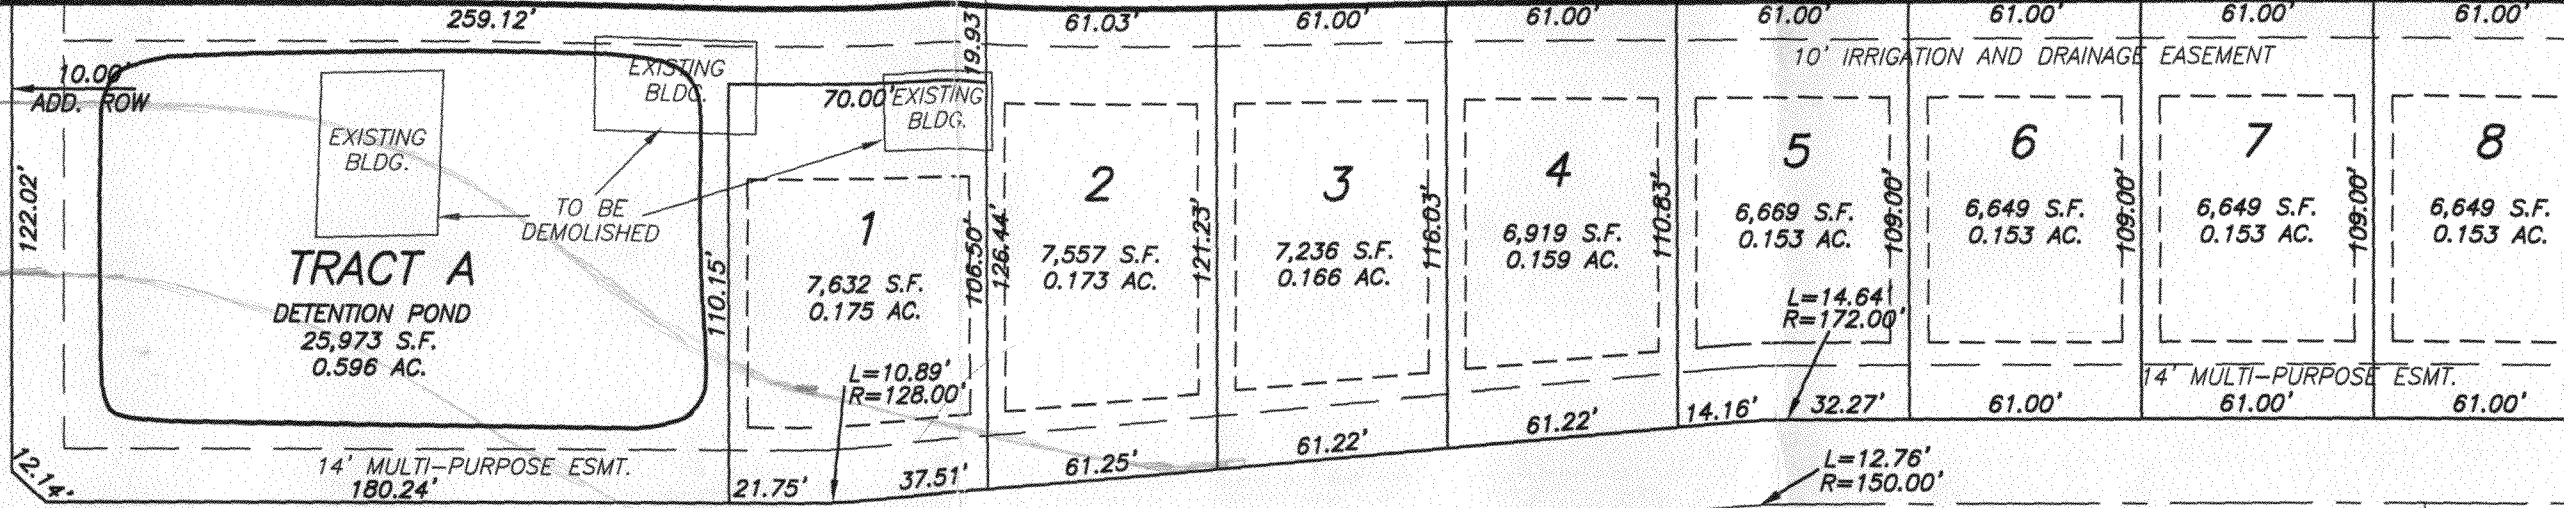 259.12'
19.93'
61.03'
61.00'
61.00'
61.00'
61.00'
61.00'
61.00'
10' IRRIGATION AND DRAINAGE EASEMENT
10.00'
ADD. ROW
EXISTING
BLDG.
EXISTING
BLDG.
70.00'
EXISTING
BLDG.
TO BE
DEMOLISHED
122.02'
TRACT A
DETENTION POND
25,973 S.F.
0.596 AC.
110.15'
1
7,632 S.F.
0.175 AC.
106.50'
126.44'
2
7,557 S.F.
0.173 AC.
121.23'
3
7,236 S.F.
0.166 AC.
116.03'
4
6,919 S.F.
0.159 AC.
110.83'
5
6,669 S.F.
0.153 AC.
109.00'
6
6,649 S.F.
0.153 AC.
109.00'
7
6,649 S.F.
0.153 AC.
109.00'
8
6,649 S.F.
0.153 AC.
L=10.89'
R=128.00'
L=14.64'
R=172.00'
14' MULTI-PURPOSE ESMT.
12.14'
14' MULTI-PURPOSE ESMT.
180.24'
21.75'
37.51'
61.25'
61.22'
61.22'
14.16'
32.27'
61.00'
61.00'
61.00'
L=12.76'
R=150.00'